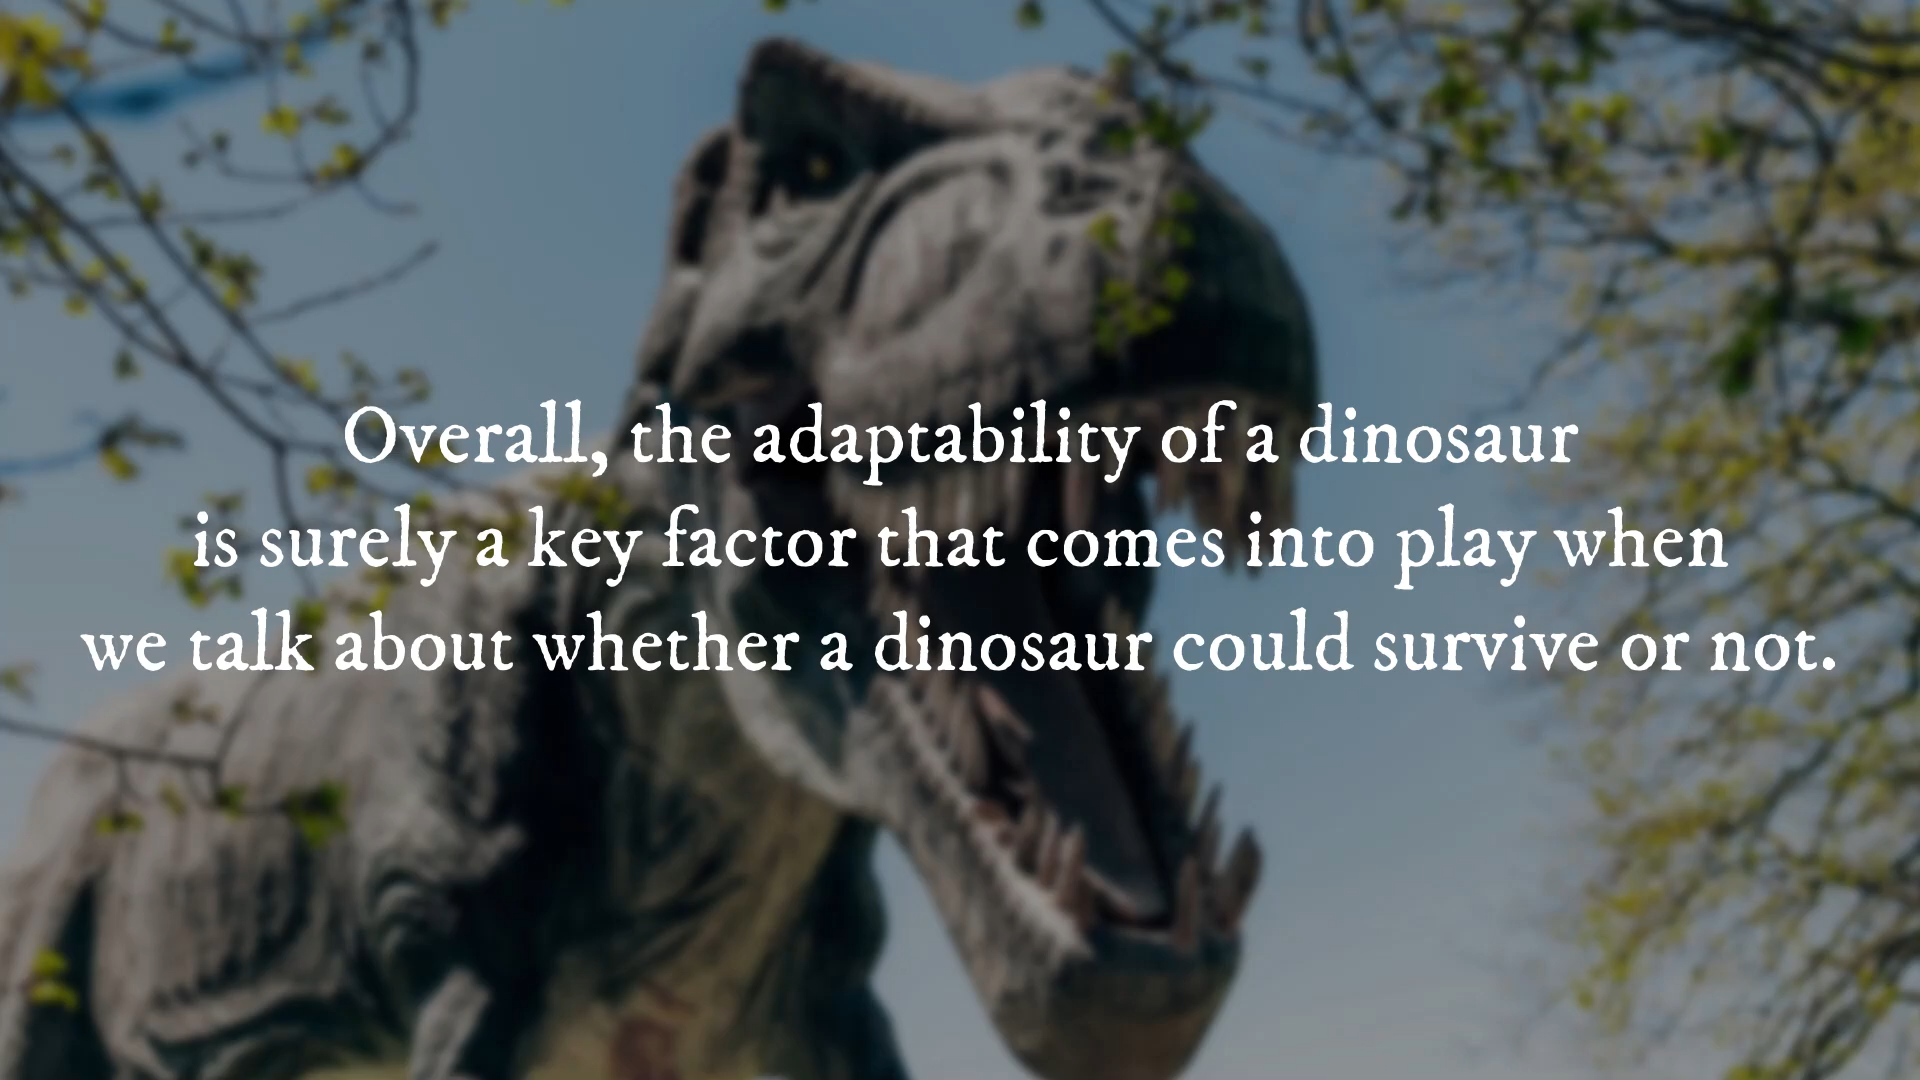 Overall, the adaptability of a dinosaur
is surely a key factor that comes into play when
we talk about whether a dinosaur could survive or not.